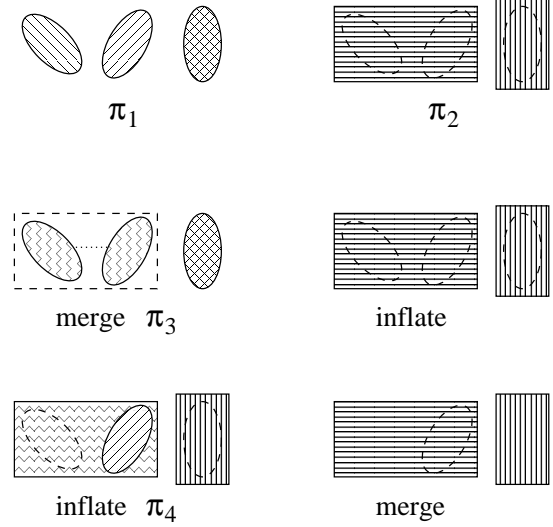 π1 π2
merge π3 inflate
inflate π4 merge